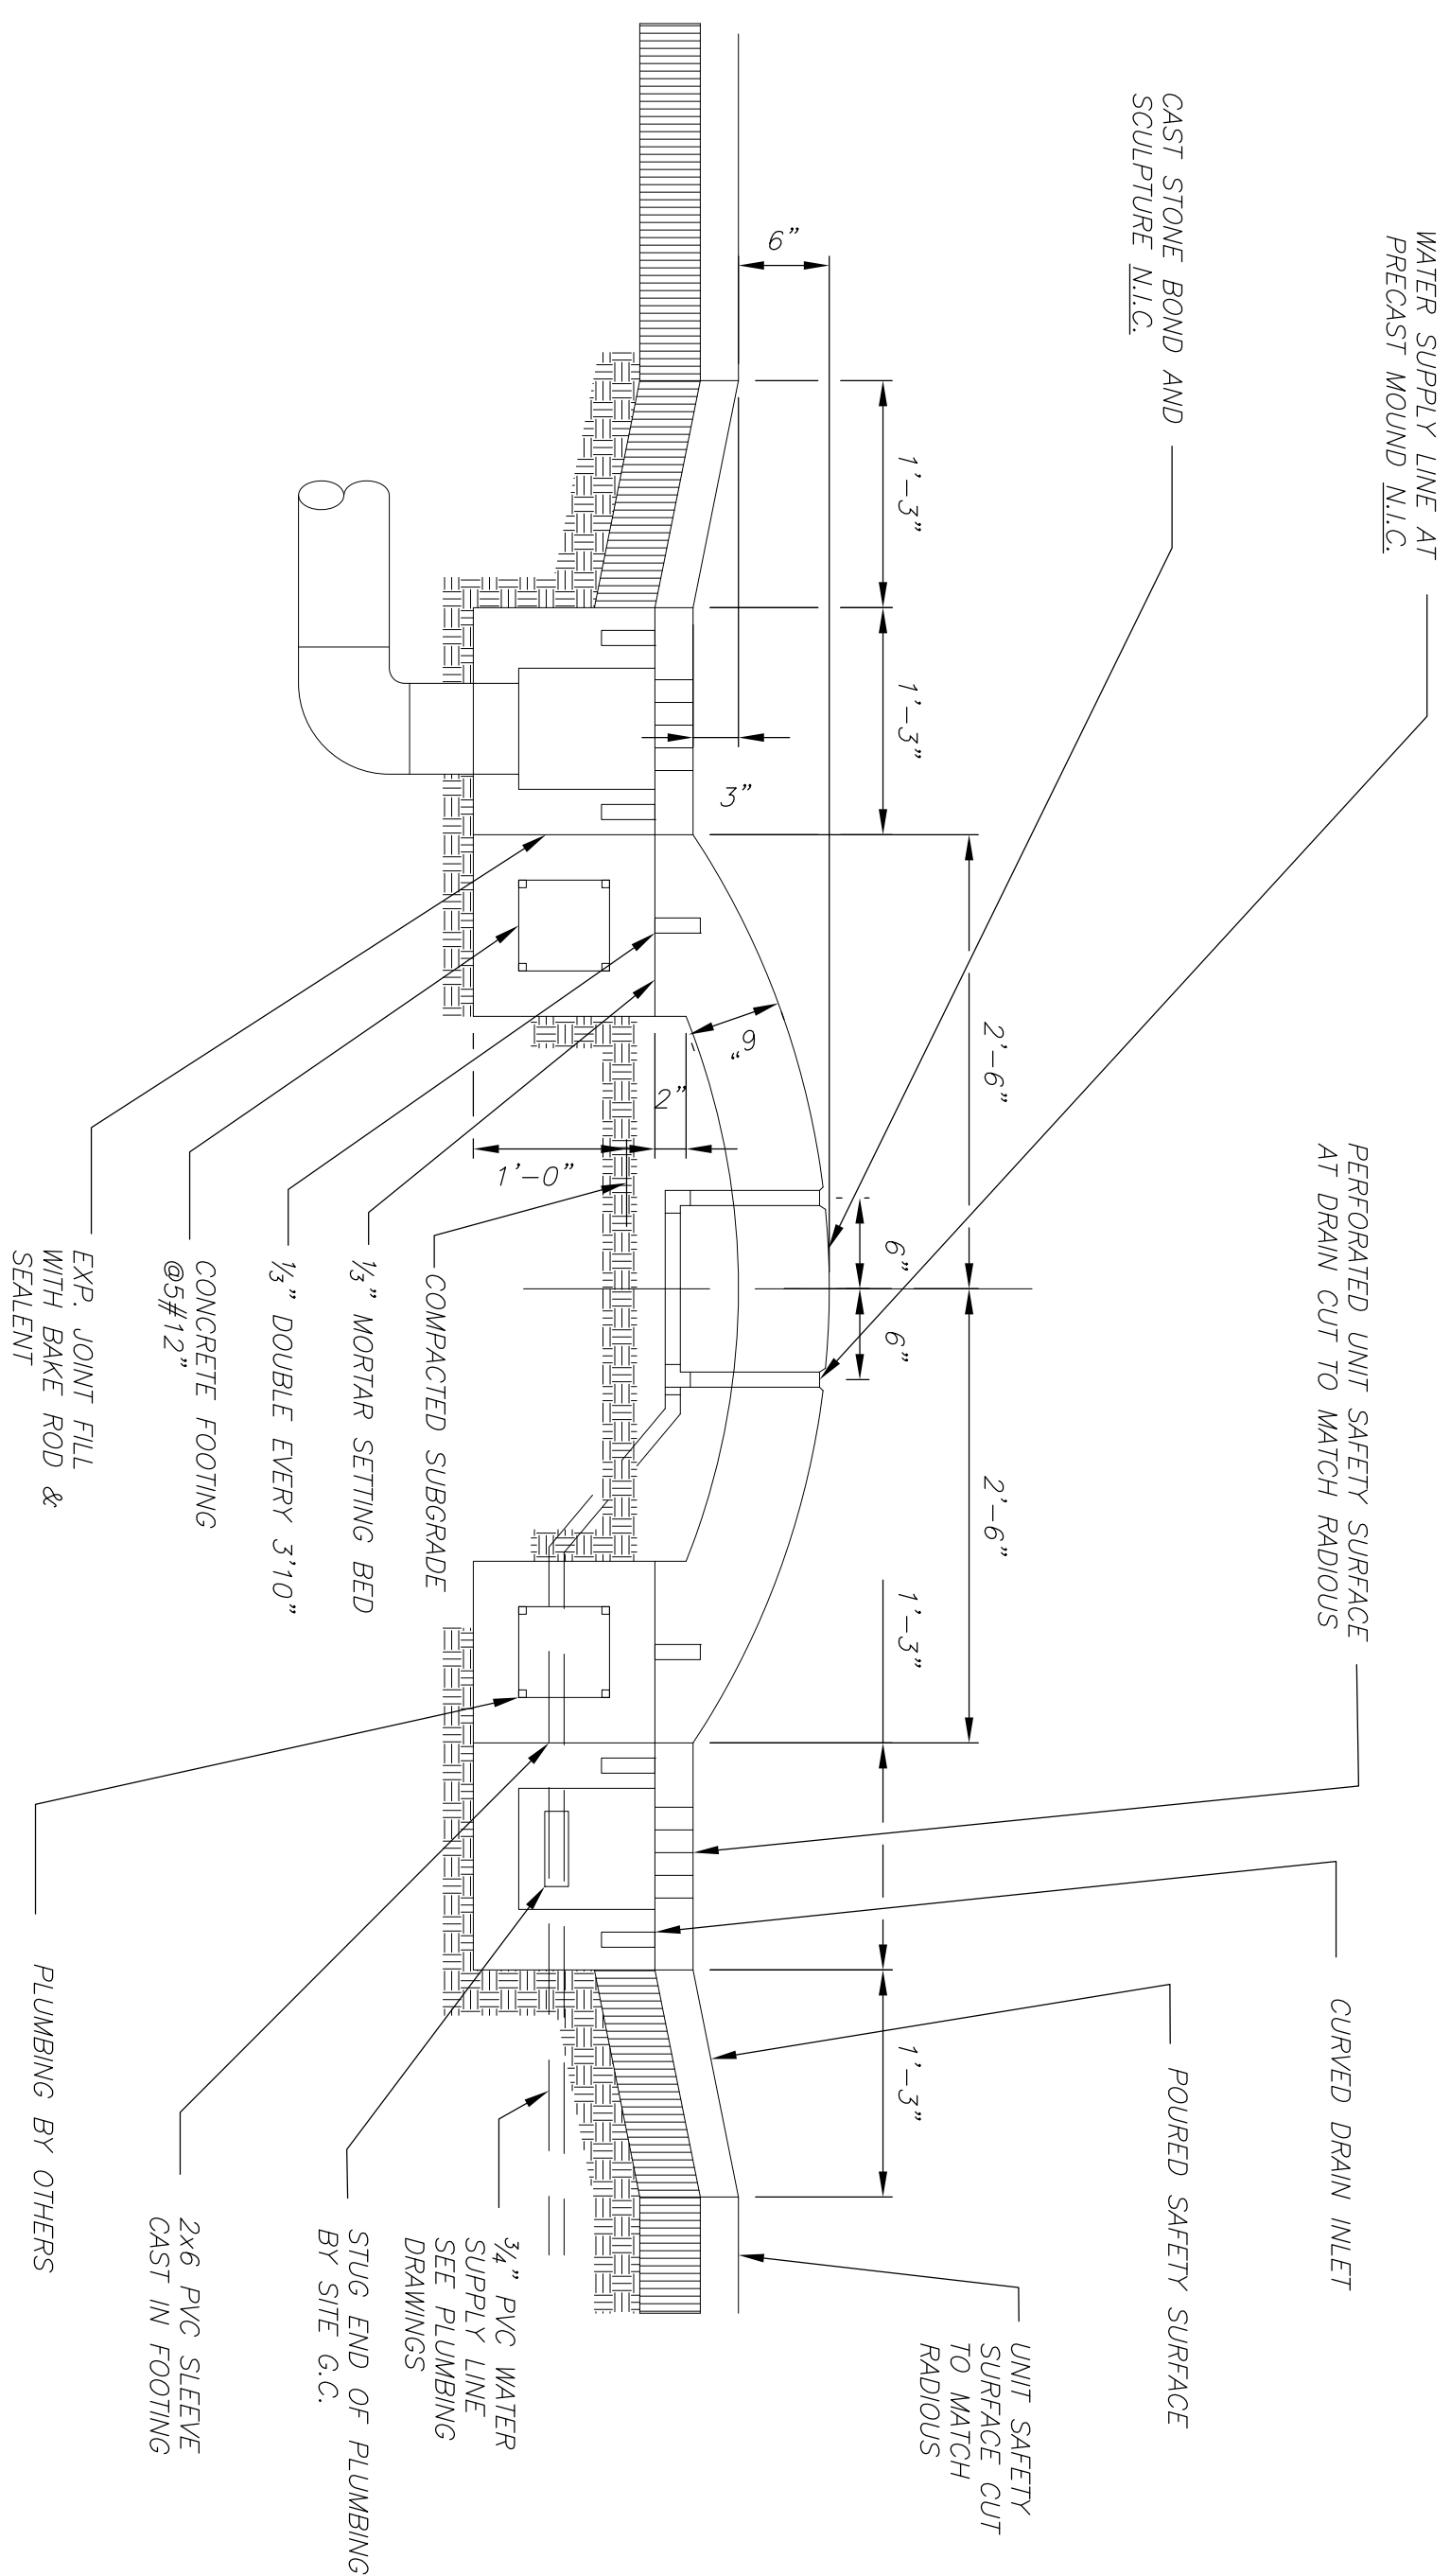 WATER SUPPLY LINE AT
PRECAST MOUND N.I.C.
CAST STONE BOND AND
SCULPTURE N.I.C.
PERFORATED UNIT SAFETY SURFACE
AT DRAIN CUT TO MATCH RADIOUS
CURVED DRAIN INLET
POURED SAFETY SURFACE
UNIT SAFETY
SURFACE CUT
TO MATCH
RADIOUS
2'-6"
2'-6"
1'-3"
1'-3"
6"
6"
1'-3"
1'-3"
6"
3"
6"
2"
1'-0"
COMPACTED SUBGRADE
⅓" MORTAR SETTING BED
⅓" DOUBLE EVERY 3'10"
CONCRETE FOOTING
@5#12"
EXP. JOINT FILL
WITH BAKE ROD &
SEALENT
¾" PVC WATER
SUPPLY LINE
SEE PLUMBING
DRAWINGS
STUG END OF PLUMBING
BY SITE G.C.
2x6 PVC SLEEVE
CAST IN FOOTING
PLUMBING BY OTHERS